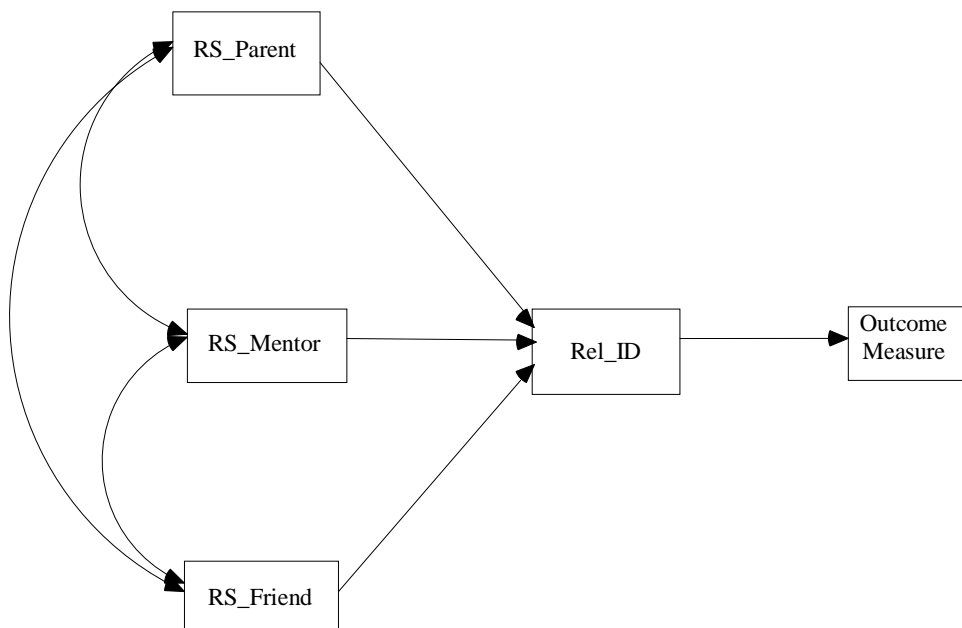 RS_Parent
RS_Mentor
Rel_ID
Outcome
Measure
RS_Friend